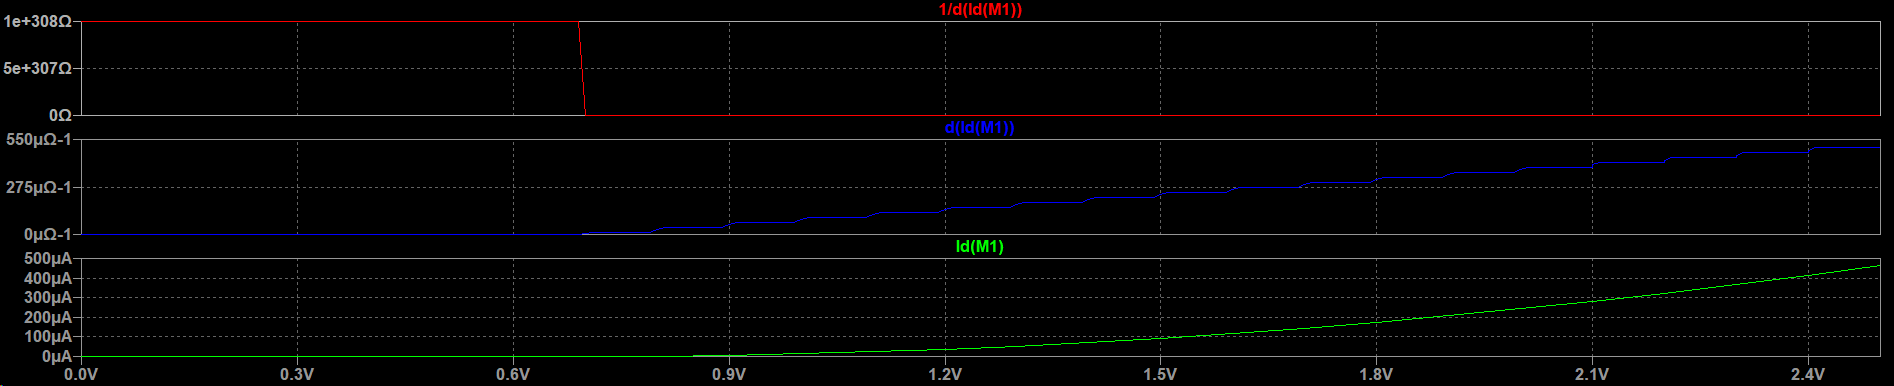 1/d(Id(M1))
1e+308Ω
5e+307Ω
0Ω
d(Id(M1))
550µΩ-1
275µΩ-1
0µΩ-1
Id(M1)
500µA
400µA
300µA
200µA
100µA
0µA
0.0V 0.3V 0.6V 0.9V 1.2V 1.5V 1.8V 2.1V 2.4V